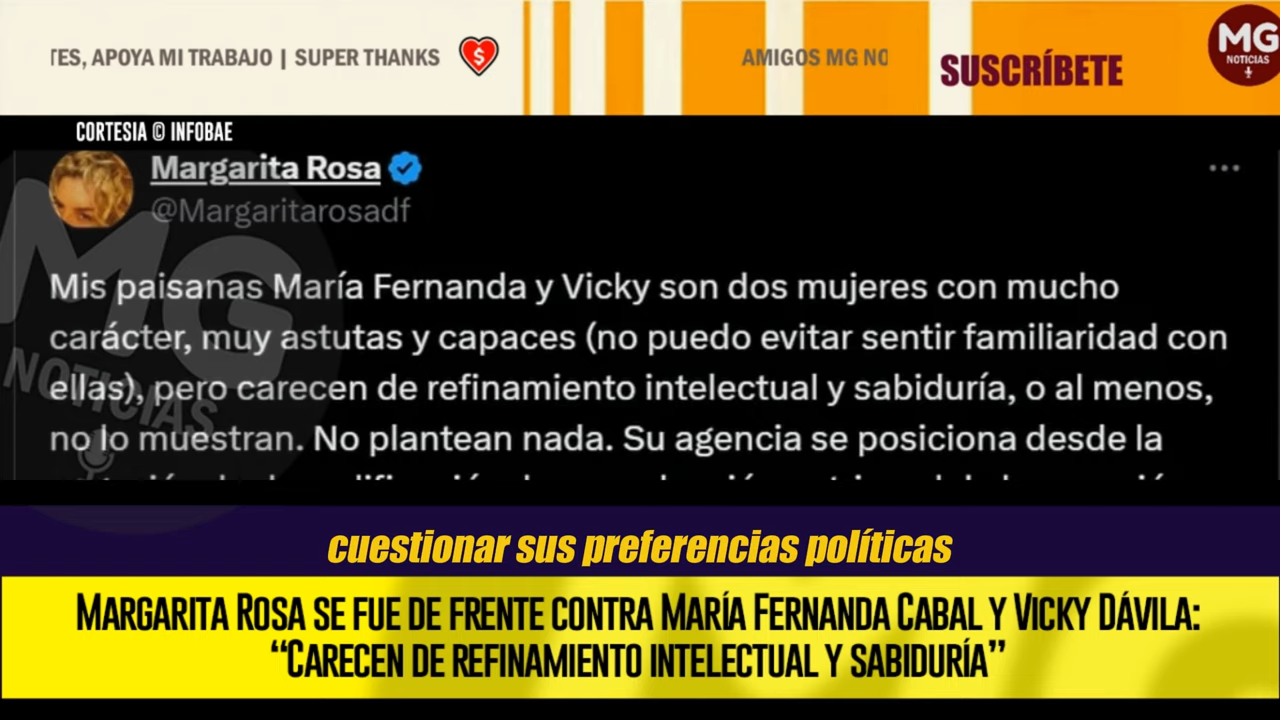 TES, APOYA MI TRABAJO | SUPER THANKS
AMIGOS MG NO
SUSCRÍBETE
MG
NOTICIAS
CORTESIA © INFOBAE
Margarita Rosa
@Margaritarosadf
Mis paisanas María Fernanda y Vicky son dos mujeres con mucho
carácter, muy astutas y capaces (no puedo evitar sentir familiaridad con
ellas), pero carecen de refinamiento intelectual y sabiduría, o al menos,
no lo muestran. No plantean nada. Su agencia se posiciona desde la
MG
NOTICIAS
cuestionar sus preferencias políticas
MARGARITA ROSA SE FUE DE FRENTE CONTRA MARÍA FERNANDA CABAL Y VICKY DÁVILA:
“CARECEN DE REFINAMIENTO INTELECTUAL Y SABIDURÍA”